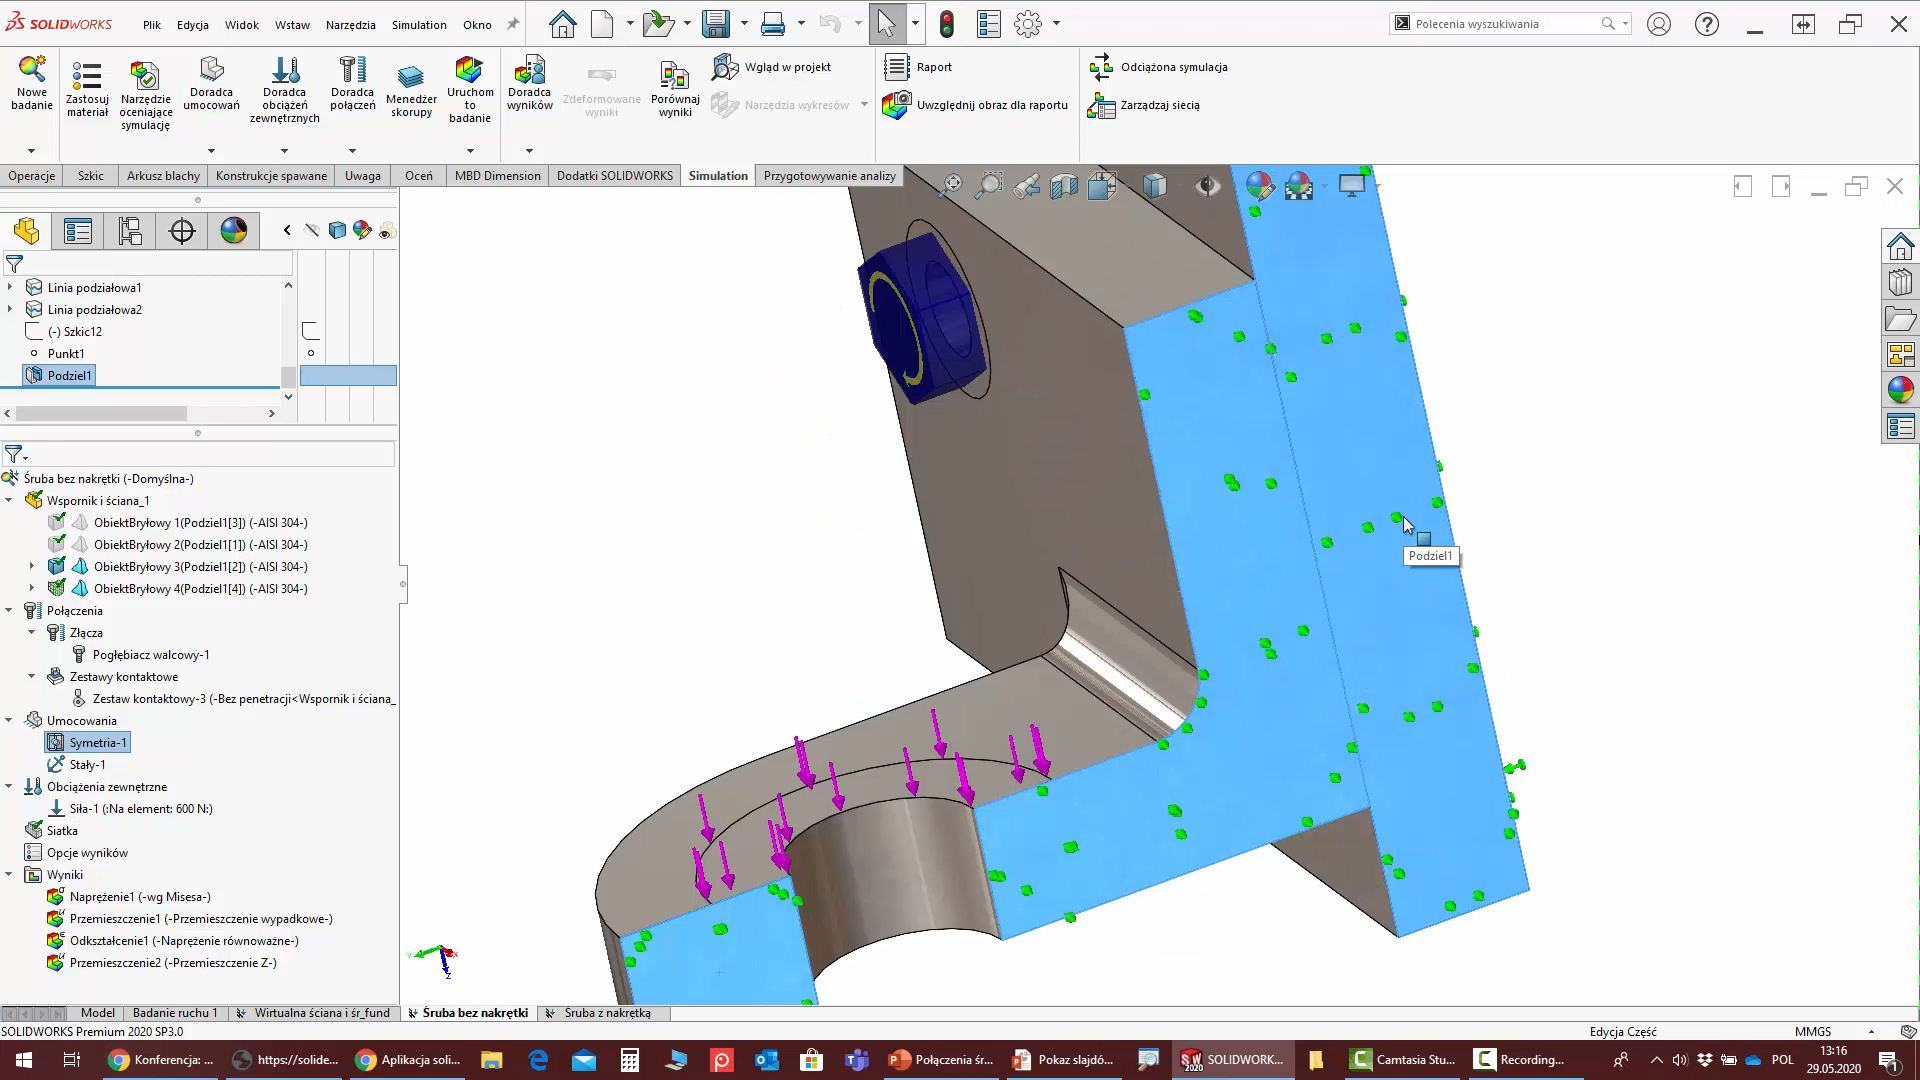 SOLIDWORKS
Plik
Edycja
Widok
Wstaw
Narzędzia
Simulation
Okno
Polecenia wyszukiwania
Nowe badanie
Zastosuj materiał
Narzędzie oceniające symulację
Doradca umocowań
Doradca obciążeń zewnętrznych
Doradca połączeń
Menedżer skorupy
Uruchom to badanie
Doradca wyników
Zdeformowane wyniki
Porównaj wyniki
Wgląd w projekt
Narzędzia wykresów
Raport
Uwzględnij obraz dla raportu
Odciążona symulacja
Zarządzaj siecią
Operacje
Szkic
Arkusz blachy
Konstrukcje spawane
Uwaga
Oceń
MBD Dimension
Dodatki SOLIDWORKS
Simulation
Przygotowywanie analizy
Linia podziałowa1
Linia podziałowa2
(-) Szkic12
Punkt1
Podziel1
Śruba bez nakrętki (-Domyślna-)
Wspornik i ściana_1
ObiektBryłowy 1(Podziel1[3]) (-AISI 304-)
ObiektBryłowy 2(Podziel1[1]) (-AISI 304-)
ObiektBryłowy 3(Podziel1[2]) (-AISI 304-)
ObiektBryłowy 4(Podziel1[4]) (-AISI 304-)
Połączenia
Złącza
Pogłębiacz walcowy-1
Zestawy kontaktowe
Zestaw kontaktowy-3 (-Bez penetracji<Wspornik i ściana_
Umocowania
Symetria-1
Stały-1
Obciążenia zewnętrzne
Siła-1 (:Na element: 600 N:)
Siatka
Opcje wyników
Wyniki
Naprężenie1 (-wg Misesa-)
Przemieszczenie1 (-Przemieszczenie wypadkowe-)
Odkształcenie1 (-Naprężenie równoważne-)
Przemieszczenie2 (-Przemieszczenie Z-)
Podziel1
Y
X
Z
Model
Badanie ruchu 1
Wirtualna ściana i śr_fund
Śruba bez nakrętki
Śruba z nakrętką
SOLIDWORKS Premium 2020 SP3.0
Edycja Część
MMGS
Konferencja: ...
https://solide...
Aplikacja soli...
Połączenia śr...
Pokaz slajdó...
SOLIDWORK...
Camtasia Stu...
Recording...
POL
13:16
29.05.2020
1